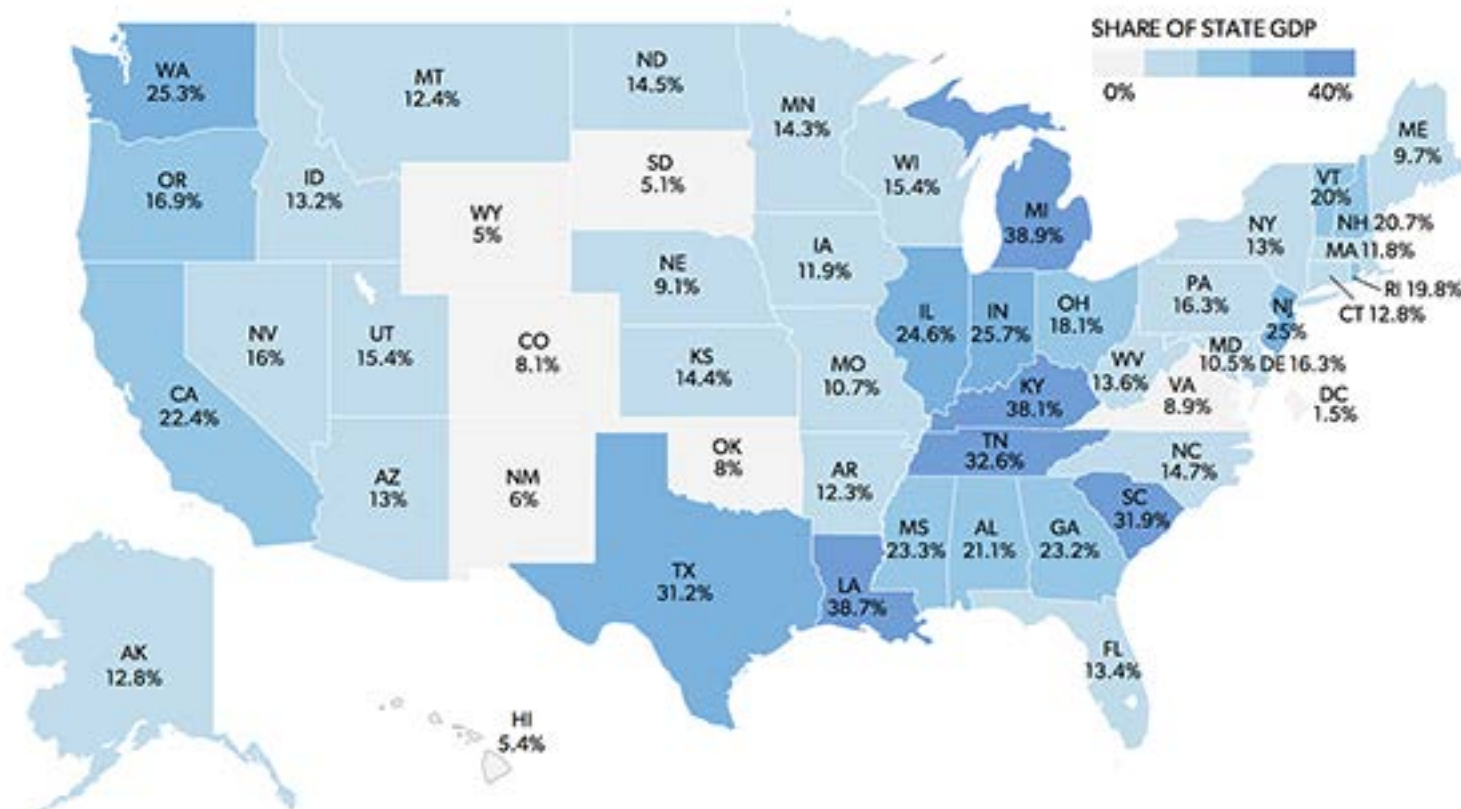 SHARE OF STATE GDP
0%
40%
WA
25.3%
MT
12.4%
ND
14.5%
MN
14.3%
ME
9.7%
OR
16.9%
ID
13.2%
SD
5.1%
WI
15.4%
VT
20%
WY
5%
MI
38.9%
NY
13%
NH 20.7%
MA 11.8%
IA
11.9%
NE
9.1%
PA
16.3%
RI 19.8%
CT 12.8%
NV
16%
UT
15.4%
CO
8.1%
KS
14.4%
MO
10.7%
IL
24.6%
IN
25.7%
OH
18.1%
NJ
25%
MD
10.5%
DE 16.3%
WV
13.6%
VA
8.9%
DC
1.5%
CA
22.4%
KY
38.1%
TN
32.6%
NC
14.7%
AZ
13%
NM
6%
OK
8%
AR
12.3%
SC
31.9%
MS
23.3%
AL
21.1%
GA
23.2%
TX
31.2%
LA
38.7%
FL
13.4%
AK
12.8%
HI
5.4%